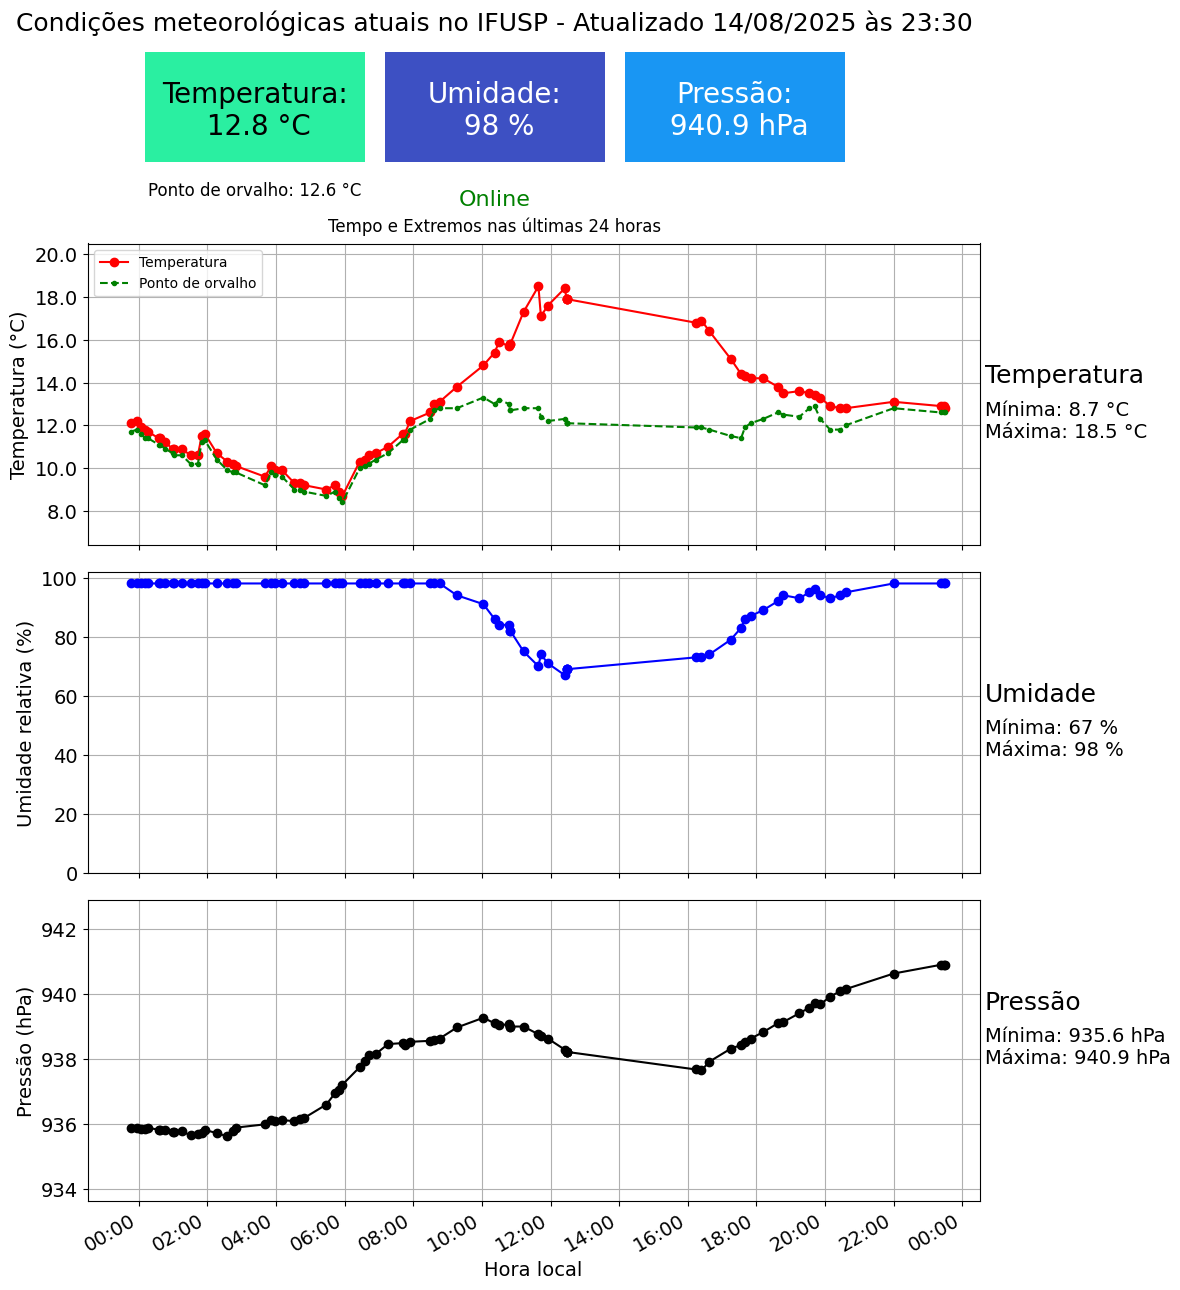 Condições meteorológicas atuais no IFUSP - Atualizado 14/08/2025 às 23:30
Temperatura:
12.8 °C
Umidade:
98 %
Pressão:
940.9 hPa
Ponto de orvalho: 12.6 °C
Online
Tempo e Extremos nas últimas 24 horas
Temperatura
Ponto de orvalho
Temperatura (°C)
20.0
18.0
16.0
14.0
12.0
10.0
8.0
Temperatura
Mínima: 8.7 °C
Máxima: 18.5 °C
Umidade relativa (%)
100
80
60
40
20
0
Umidade
Mínima: 67 %
Máxima: 98 %
Pressão (hPa)
942
940
938
936
934
Pressão
Mínima: 935.6 hPa
Máxima: 940.9 hPa
00:00 02:00 04:00 06:00 08:00 10:00 12:00 14:00 16:00 18:00 20:00 22:00 00:00
Hora local